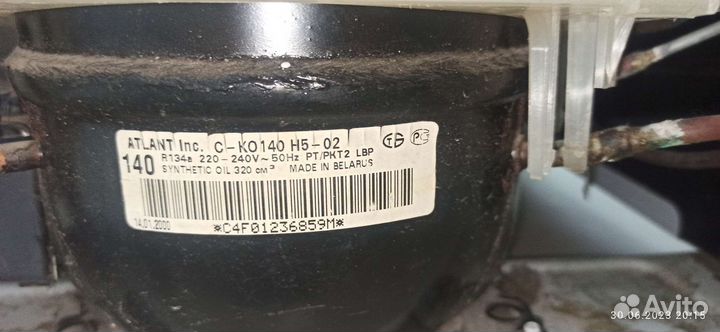 ATLANT Inc. C-KO140 H5-02
140 R134a 220-240V~50Hz PT/PKT2 LBP
SYNTHETIC OIL 320 cm³ MADE IN BELARUS
14.01.2000
*C4F01236859M*
Avito
30.06.2023 20:15